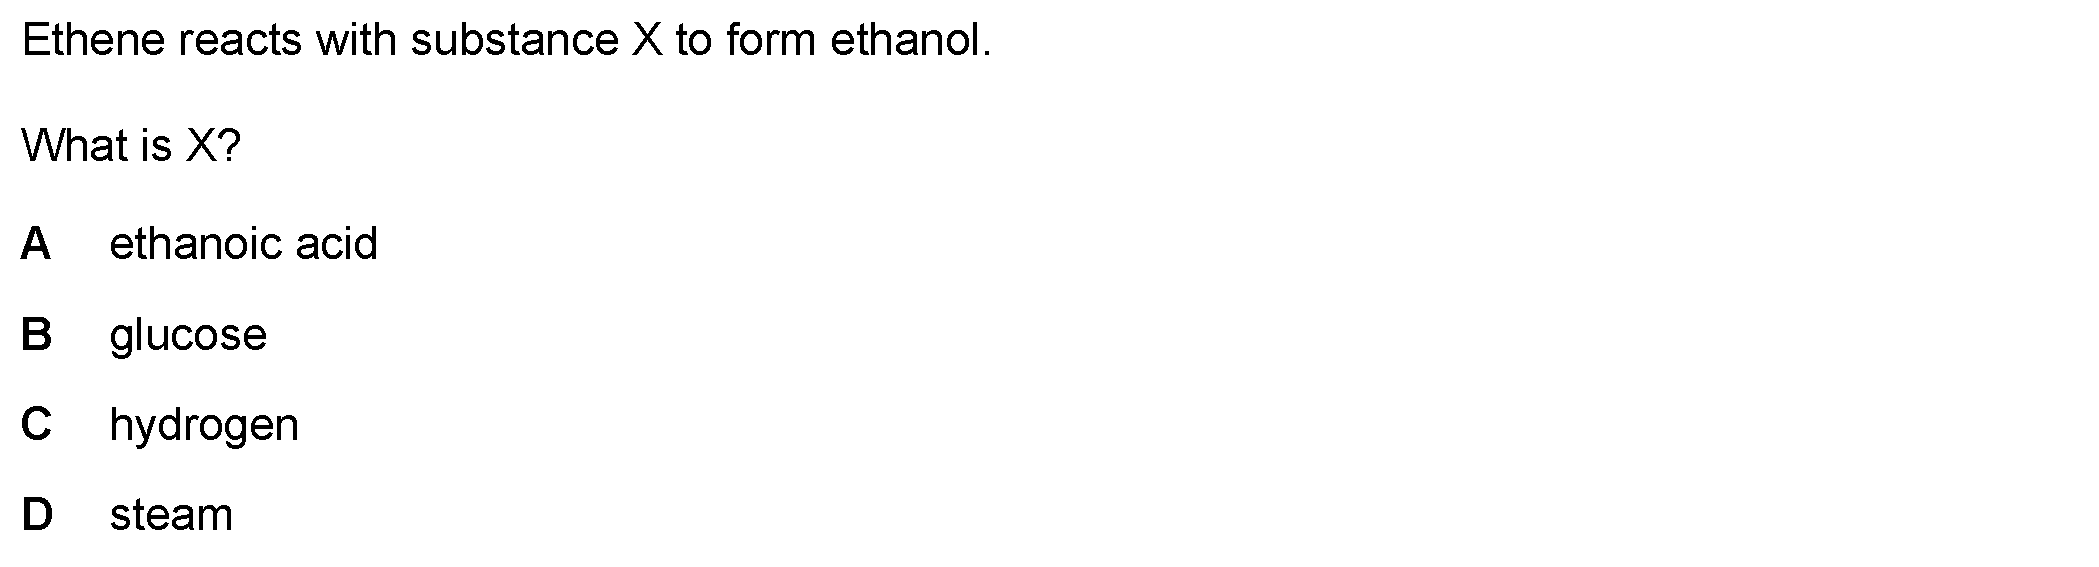 Ethene reacts with substance X to form ethanol.
What is X?
A ethanoic acid
B glucose
C hydrogen
D steam